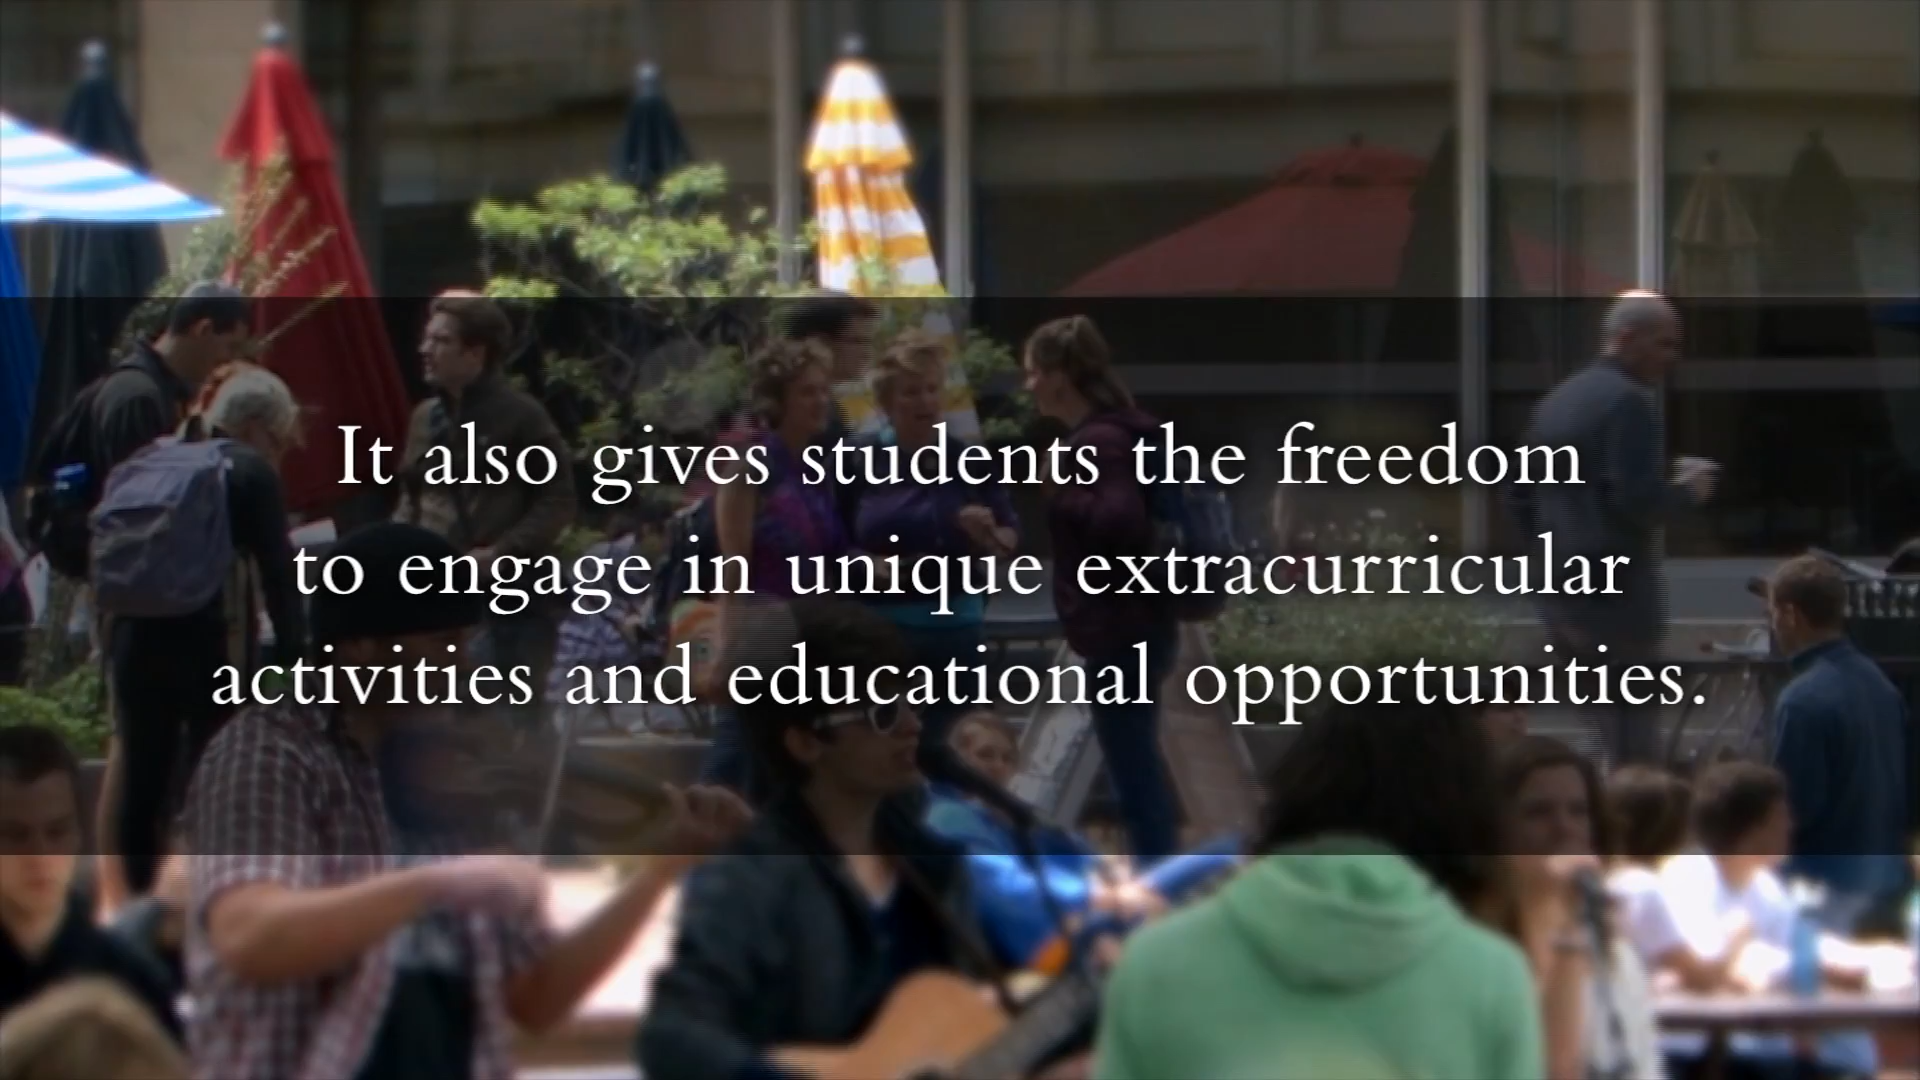 It also gives students the freedom
to engage in unique extracurricular
activities and educational opportunities.